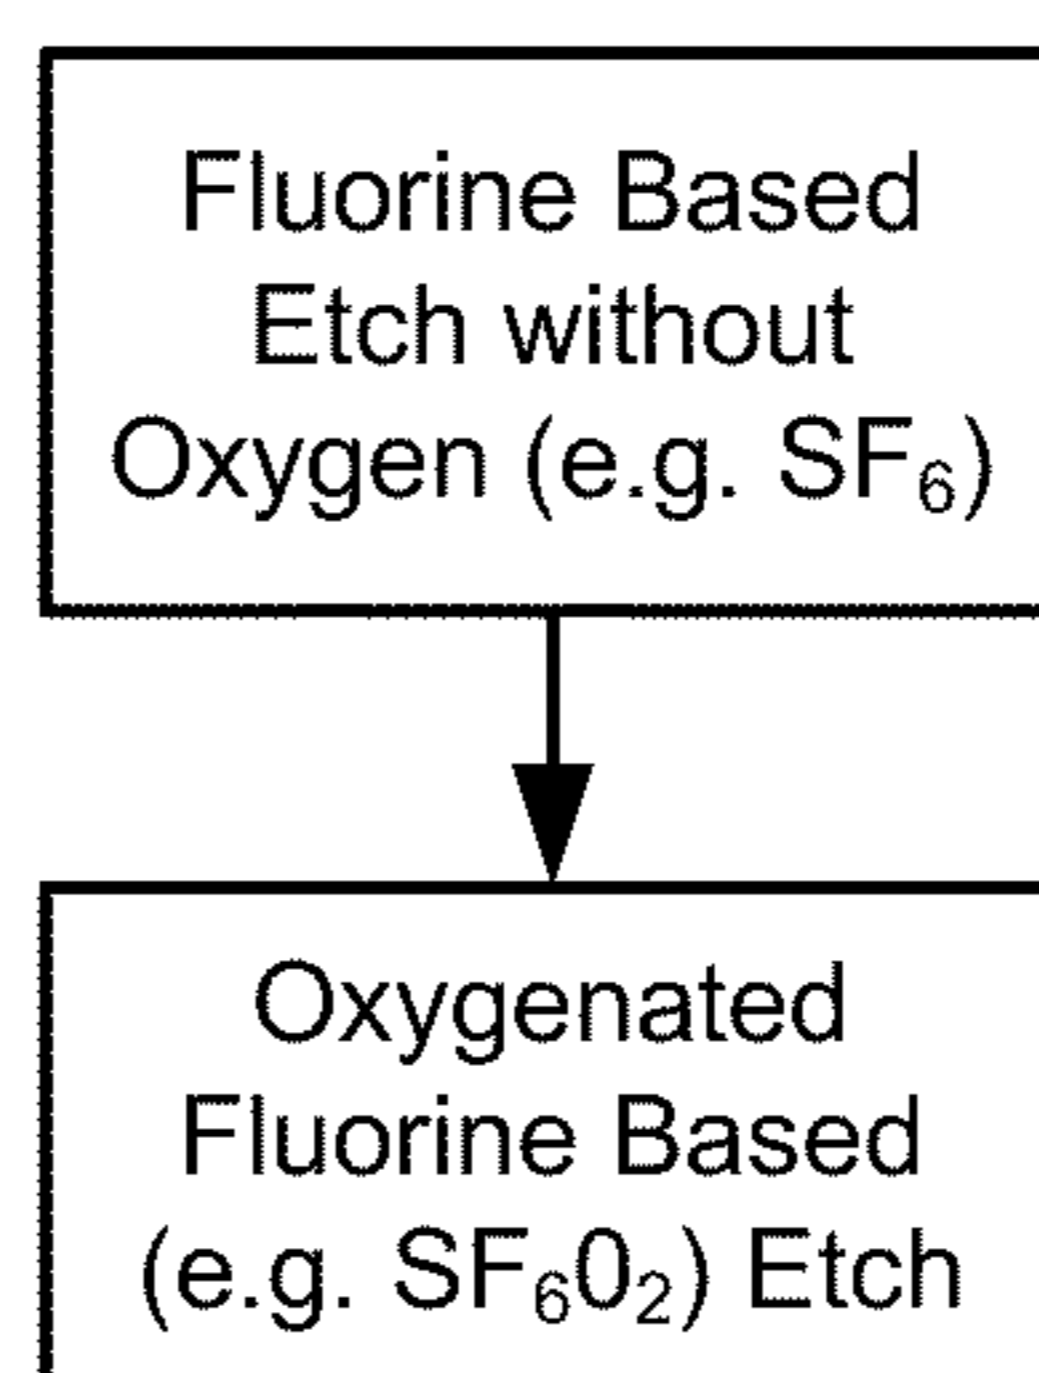 Fluorine Based
Etch without
Oxygen (e.g. SF₆)
Oxygenated
Fluorine Based
(e.g. SF₆0₂) Etch